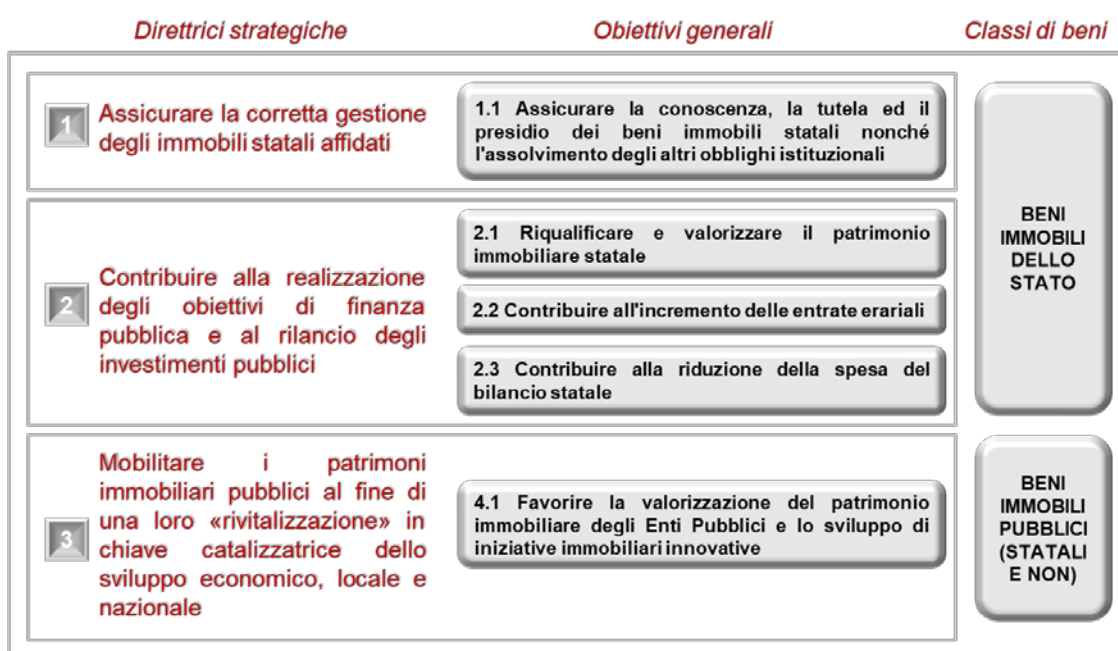 Direttrici strategiche
Obiettivi generali
Classi di beni
1
Assicurare la corretta gestione
degli immobili statali affidati
1.1 Assicurare la conoscenza, la tutela ed il
presidio dei beni immobili statali nonché
l'assolvimento degli altri obblighi istituzionali
2
Contribuire alla realizzazione
degli obiettivi di finanza
pubblica e al rilancio degli
investimenti pubblici
2.1 Riqualificare e valorizzare il patrimonio
immobiliare statale
2.2 Contribuire all'incremento delle entrate erariali
2.3 Contribuire alla riduzione della spesa del
bilancio statale
BENI
IMMOBILI
DELLO
STATO
3
Mobilitare i patrimoni
immobiliari pubblici al fine di
una loro «rivitalizzazione» in
chiave catalizzatrice dello
sviluppo economico, locale e
nazionale
4.1 Favorire la valorizzazione del patrimonio
immobiliare degli Enti Pubblici e lo sviluppo di
iniziative immobiliari innovative
BENI
IMMOBILI
PUBBLICI
(STATALI
E NON)